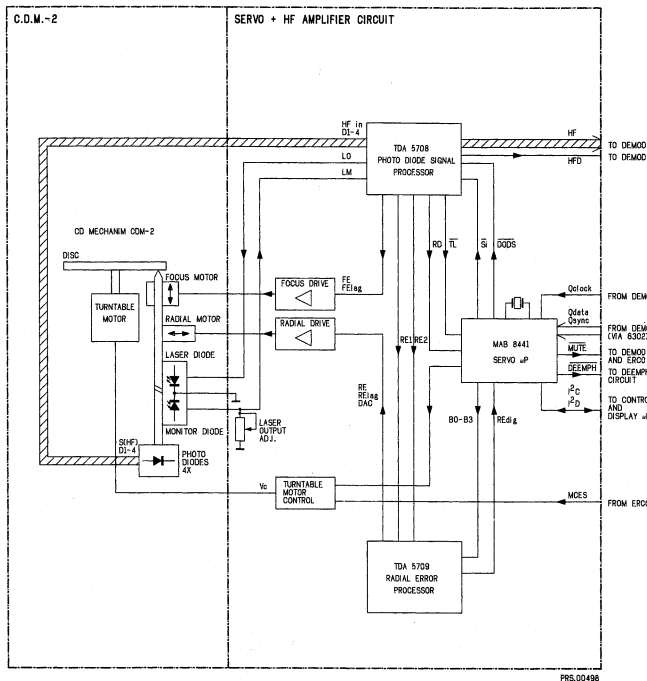 C.D.M.-2
SERVO + HF AMPLIFIER CIRCUIT
HF in
D1-4
TDA 5708
PHOTO DIODE SIGNAL
PROCESSOR
HF
TO DEMOD
HFD
TO DEMOD
LO
LM
RD
TL
Si
DODS
CD MECHANIM CDM-2
DISC
FOCUS MOTOR
TURNTABLE
MOTOR
RADIAL MOTOR
LASER DIODE
MONITOR DIODE
S(HF)
D1-4
PHOTO
DIODES
4X
FOCUS DRIVE
FE
FElag
RADIAL DRIVE
RE1
RE2
RE
RElag
DAC
LASER
OUTPUT
ADJ.
MAB 8441
SERVO µP
Qclock
FROM DEMO
Qdata
Qsync
FROM DEMO
(VIA 6302)
MUTE
TO DEMOD
AND ERCO
DEEMPH
TO DEEMPH
CIRCUIT
I²C
I²D
TO CONTRO
AND
DISPLAY µ
B0-B3
REdig
Vc
TURNTABLE
MOTOR
CONTROL
MCES
FROM ERCO
TDA 5709
RADIAL ERROR
PROCESSOR
PRS.00498